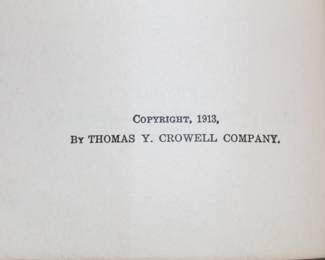 COPYRIGHT, 1913,
BY THOMAS Y. CROWELL COMPANY.